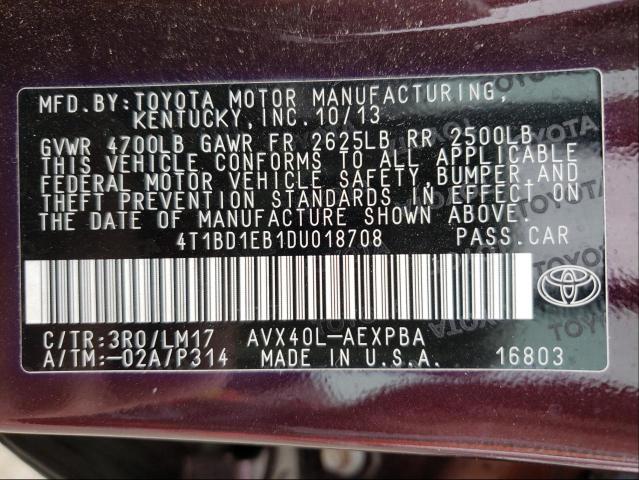 MFD.BY:TOYOTA MOTOR MANUFACTURING,
KENTUCKY, INC. 10/13
GVWR 4700LB GAWR FR 2625LB RR 2500LB
THIS VEHICLE CONFORMS TO ALL APPLICABLE
FEDERAL MOTOR VEHICLE SAFETY, BUMPER, AND
THEFT PREVENTION STANDARDS IN EFFECT ON
THE DATE OF MANUFACTURE SHOWN ABOVE.
4T1BD1EB1DU018708 PASS.CAR
C/TR:3R0/LM17 AVX40L-AEXPBA
A/TM:-02A/P314 MADE IN U.S.A. 16803